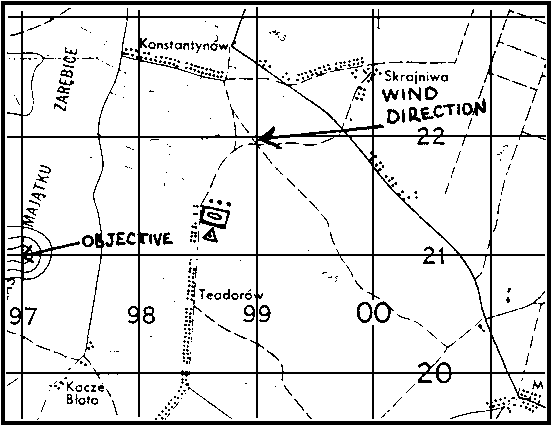 Konstantynów
ZARĘBICE
Skrajniwa
WIND
DIRECTION
22
MAJĄTKU
OBJECTIVE
21
Teodorów
97
98
99
00
20
Kacze
Błota
M